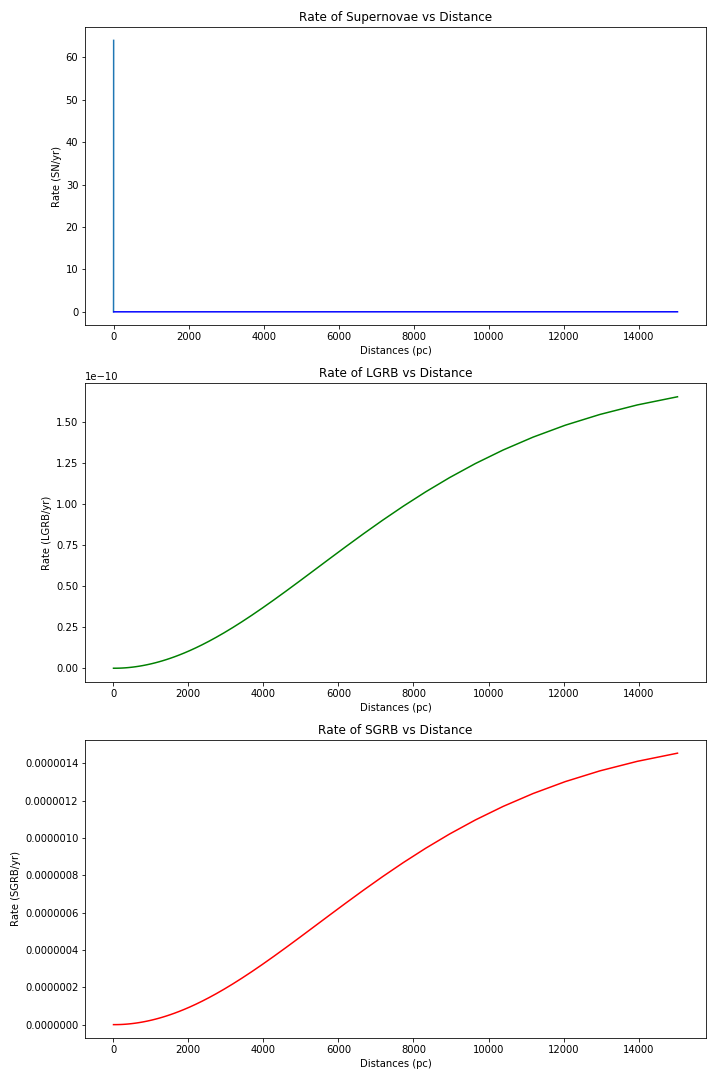 Rate of Supernovae vs Distance
60
50
40
30
20
10
0
Rate (SN/yr)
0 2000 4000 6000 8000 10000 12000 14000
Distances (pc)
1e−10
Rate of LGRB vs Distance
1.50
1.25
1.00
0.75
0.50
0.25
0.00
Rate (LGRB/yr)
0 2000 4000 6000 8000 10000 12000 14000
Distances (pc)
Rate of SGRB vs Distance
0.0000014
0.0000012
0.0000010
0.0000008
0.0000006
0.0000004
0.0000002
0.0000000
Rate (SGRB/yr)
0 2000 4000 6000 8000 10000 12000 14000
Distances (pc)